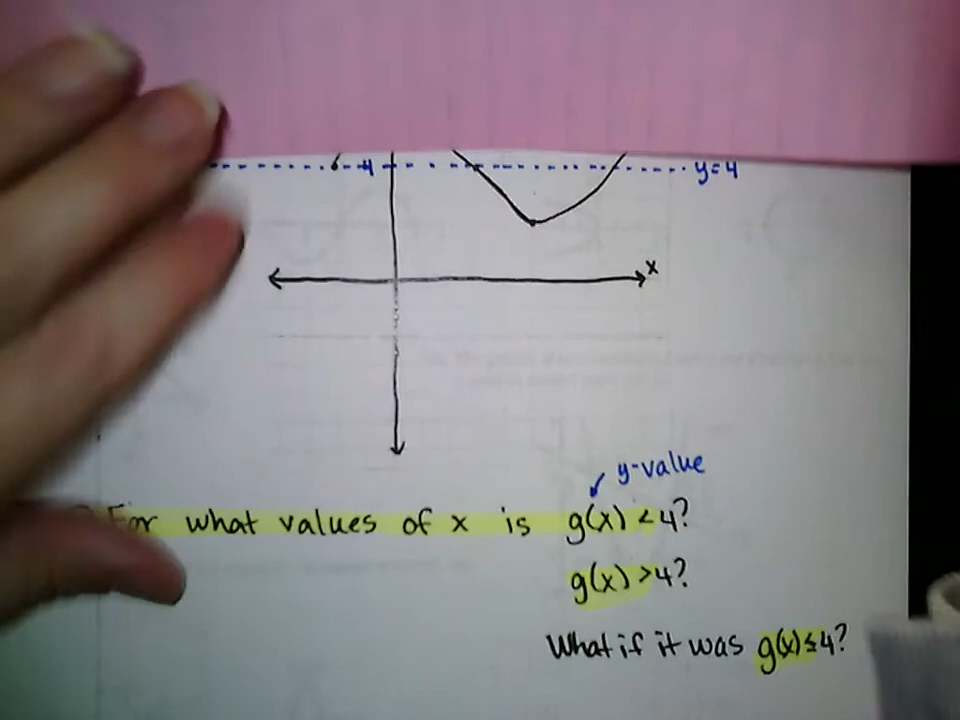 4
y=4
x
y-value
For what values of x is g(x) < 4?
g(x) > 4?
What if it was g(x) ≤ 4?